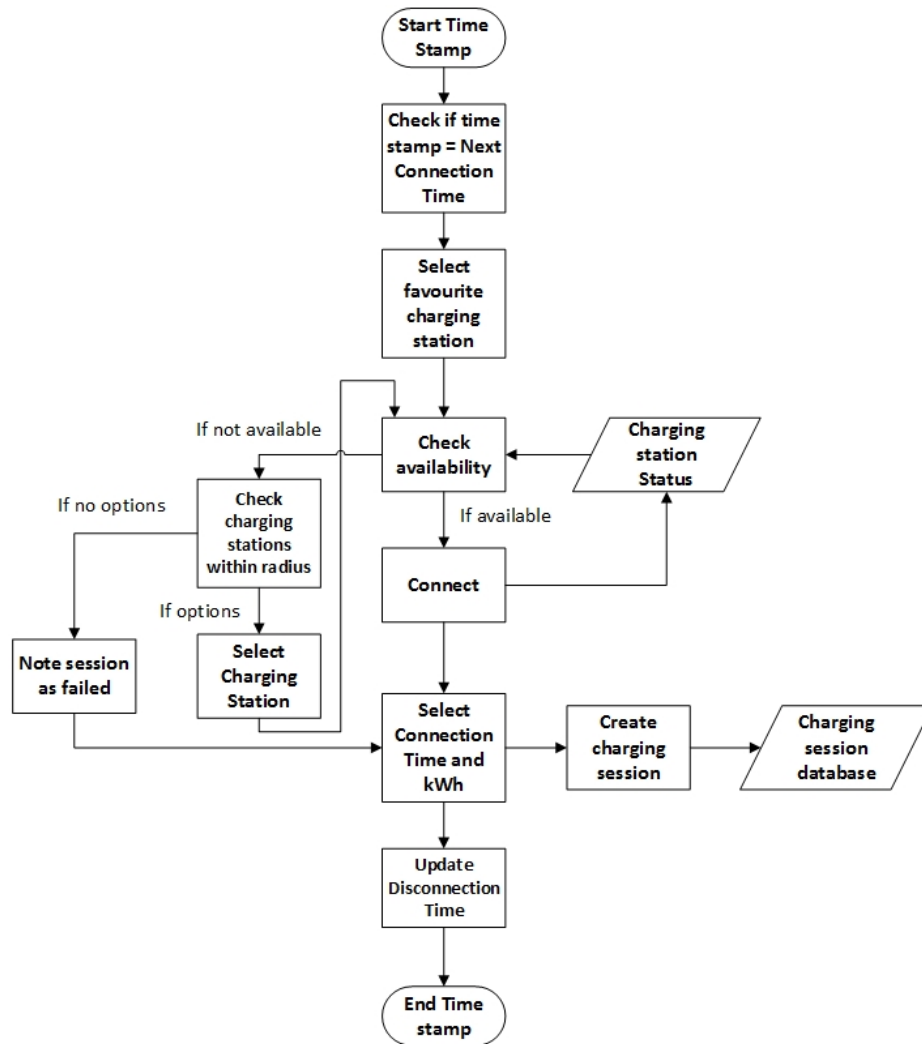 Start Time
Stamp
Check if time
stamp = Next
Connection
Time
Select
favourite
charging
station
If not available
Check
availability
Charging
station
Status
If no options
Check
charging
stations
within radius
If available
Connect
If options
Note session
as failed
Select
Charging
Station
Select
Connection
Time and
kWh
Create
charging
session
Charging
session
database
Update
Disconnection
Time
End Time
stamp